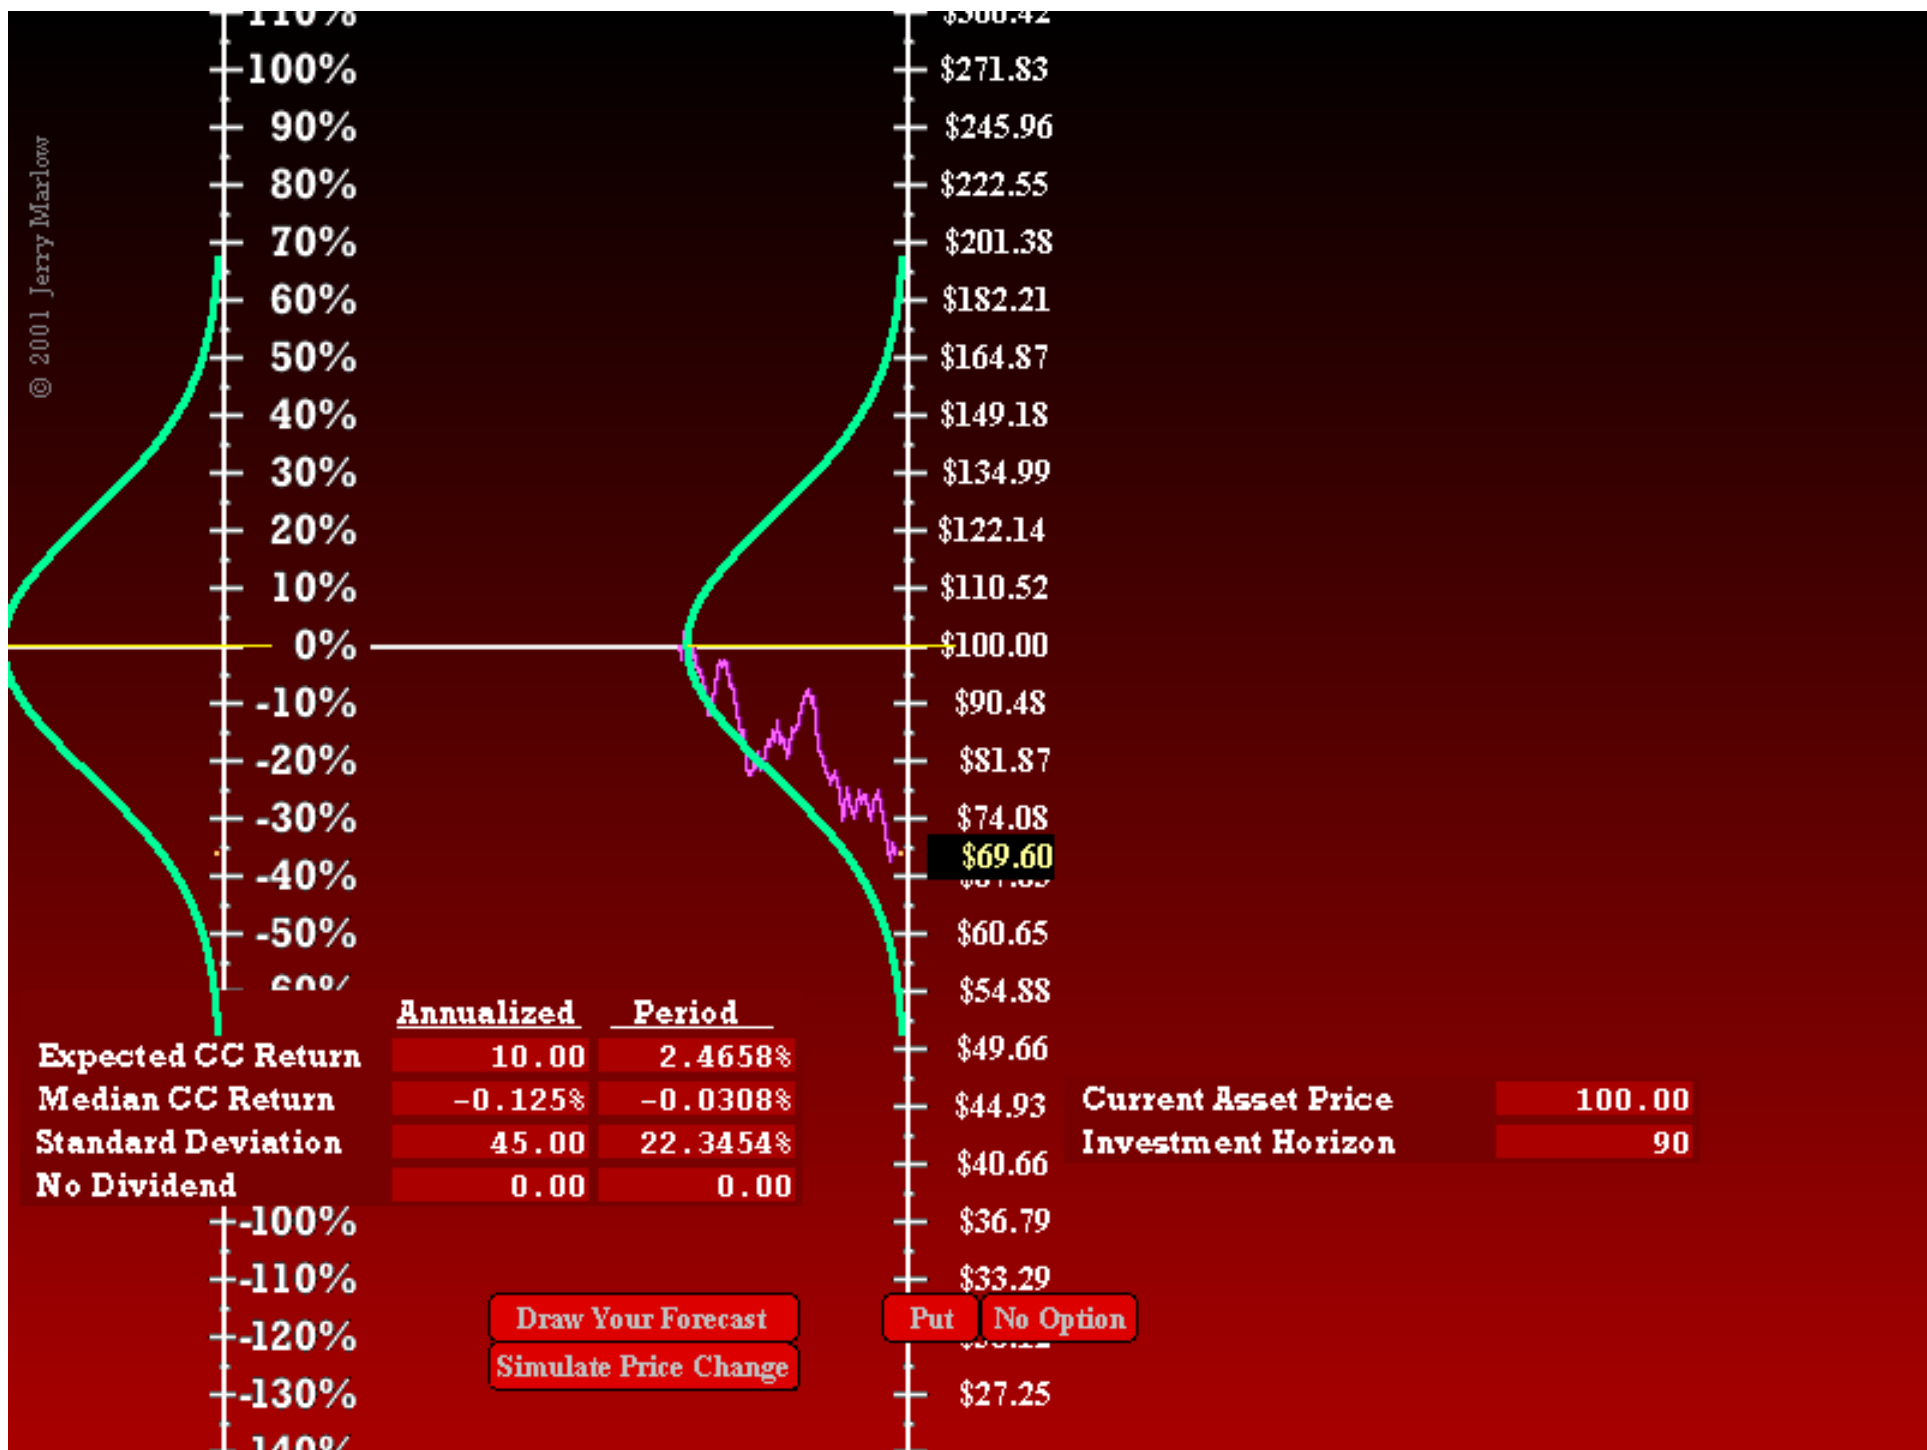 110% $300.42
100% $271.83
90% $245.96
80% $222.55
70% $201.38
60% $182.21
50% $164.87
40% $149.18
30% $134.99
20% $122.14
10% $110.52
0% $100.00
-10% $90.48
-20% $81.87
-30% $74.08
$69.60
-40%
-50% $60.65
$54.88
© 2001 Jerry Marlow
Annualized Period
Expected CC Return 10.00 2.4658%
Median CC Return -0.125% -0.0308%
Standard Deviation 45.00 22.3454%
No Dividend 0.00 0.00
$49.66
$44.93
$40.66
Current Asset Price 100.00
Investment Horizon 90
-100% $36.79
-110% $33.29
-120%
-130% $27.25
-140%
Draw Your Forecast
Simulate Price Change
Put No Option